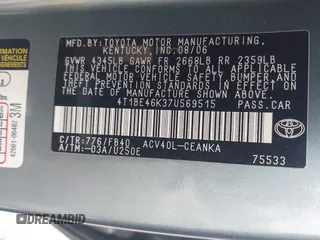 MFD.BY:TOYOTA MOTOR MANUFACTURING,
KENTUCKY,INC.08/06
GVWR 4345LB GAWR FR 2668LB RR 2359LB
THIS VEHICLE CONFORMS TO ALL APPLICABLE
FEDERAL MOTOR VEHICLE SAFETY, BUMPER, AND
THEFT PREVENTION STANDARDS IN EFFECT ON
THE DATE OF MANUFACTURE SHOWN ABOVE.
4T1BE46K37U569515 PASS.CAR
C/TR:776/FB40 ACV40L-CEANKA
A/TM:-03A/U250E
75533
3M
DREAMBID